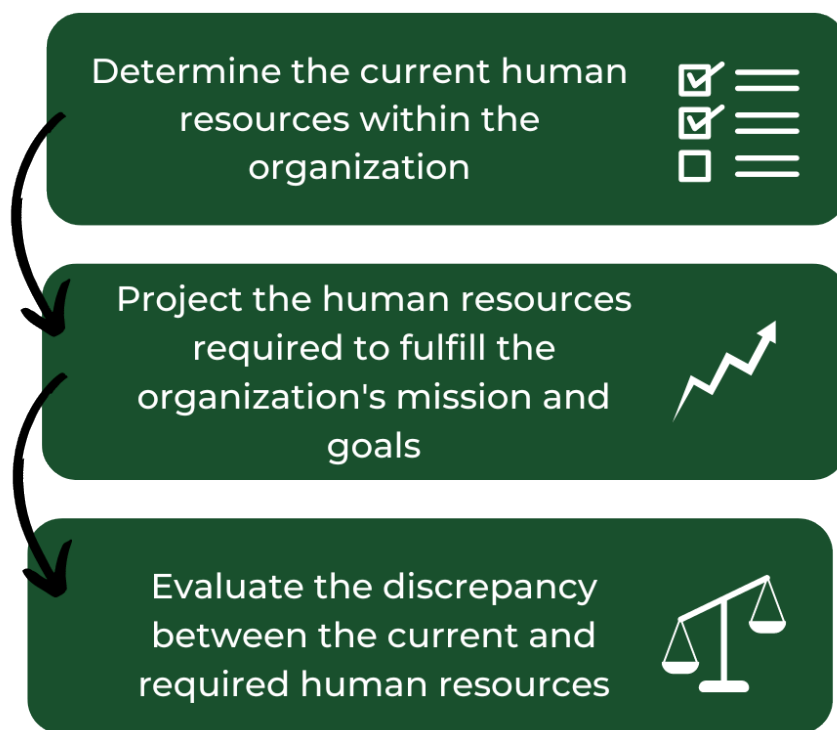 Determine the current human
resources within the
organization
Project the human resources
required to fulfill the
organization's mission and
goals
Evaluate the discrepancy
between the current and
required human resources